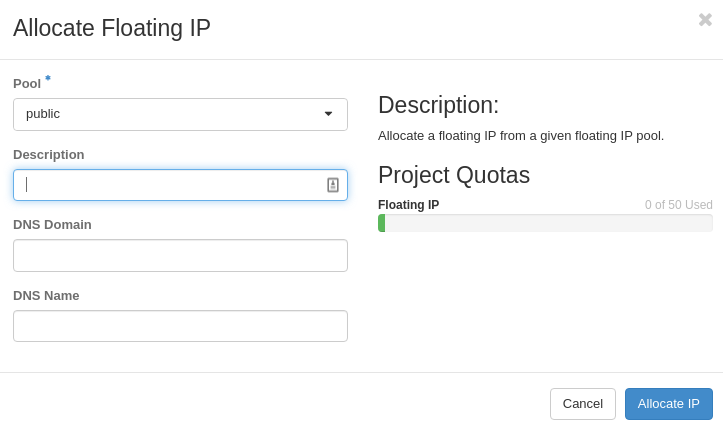 Allocate Floating IP
Pool *
public
Description
DNS Domain
DNS Name
Description:
Allocate a floating IP from a given floating IP pool.
Project Quotas
Floating IP 0 of 50 Used
Cancel Allocate IP